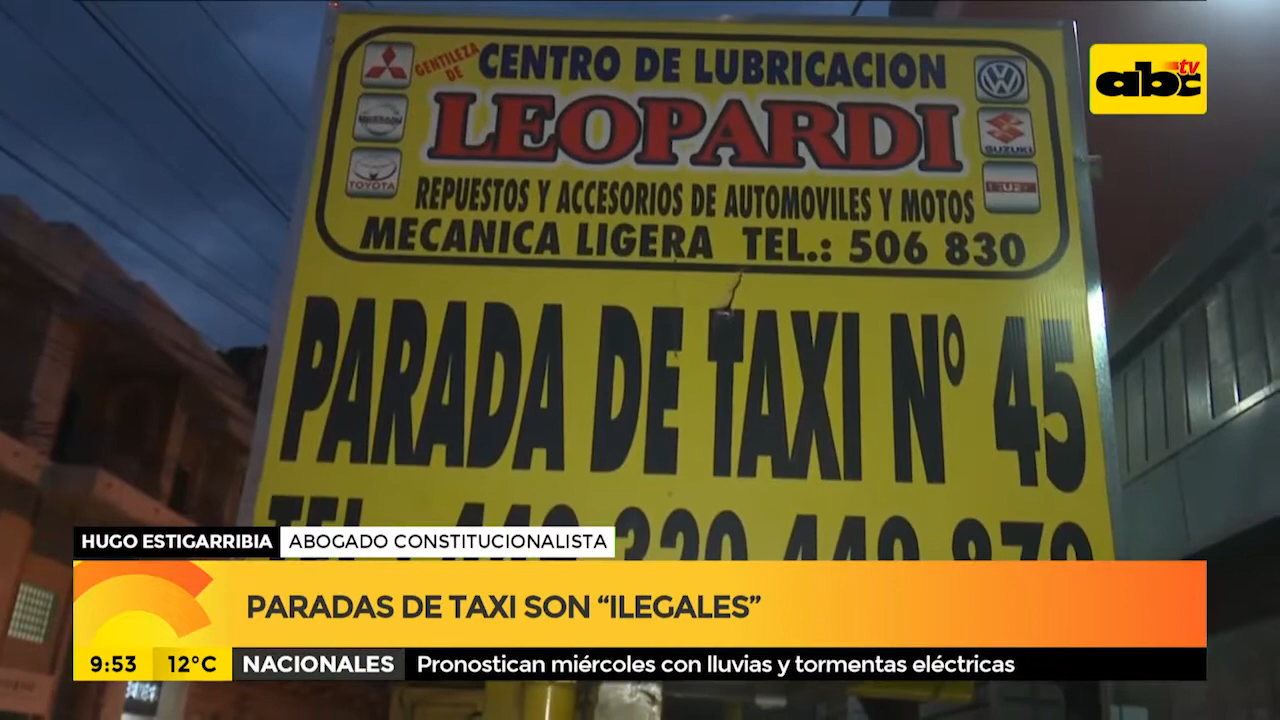 GENTILEZA DE
CENTRO DE LUBRICACION
LEOPARDI
REPUESTOS Y ACCESORIOS DE AUTOMOVILES Y MOTOS
MECANICA LIGERA TEL.: 506 830
NISSAN
TOYOTA
SUZUKI
abc tv
PARADA DE TAXI Nº 45
HUGO ESTIGARRIBIA
ABOGADO CONSTITUCIONALISTA
PARADAS DE TAXI SON “ILEGALES”
9:53 12°C
NACIONALES
Pronostican miércoles con lluvias y tormentas eléctricas